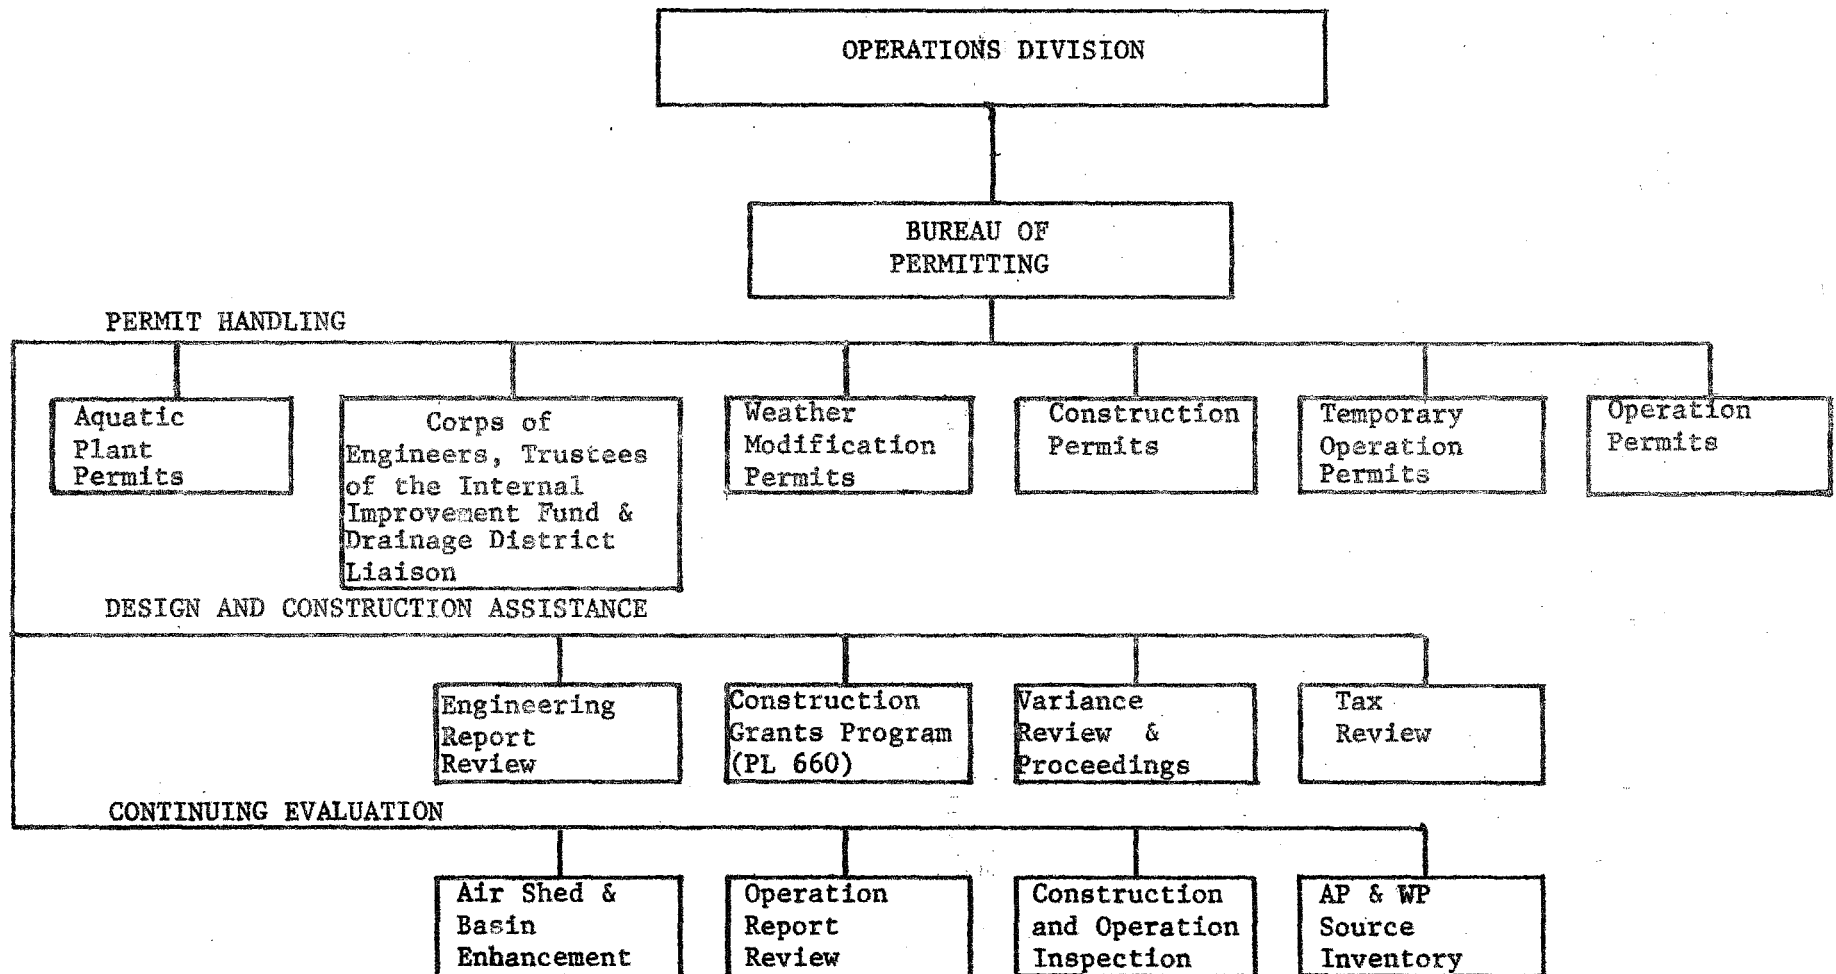 OPERATIONS DIVISION
BUREAU OF
PERMITTING
PERMIT HANDLING
Aquatic
Plant
Permits
Corps of
Engineers, Trustees
of the Internal
Improvement Fund &
Drainage District
Liaison
Weather
Modification
Permits
Construction
Permits
Temporary
Operation
Permits
Operation
Permits
DESIGN AND CONSTRUCTION ASSISTANCE
Engineering
Report
Review
Construction
Grants Program
(PL 660)
Variance
Review &
Proceedings
Tax
Review
CONTINUING EVALUATION
Air Shed &
Basin
Enhancement
Operation
Report
Review
Construction
and Operation
Inspection
AP & WP
Source
Inventory